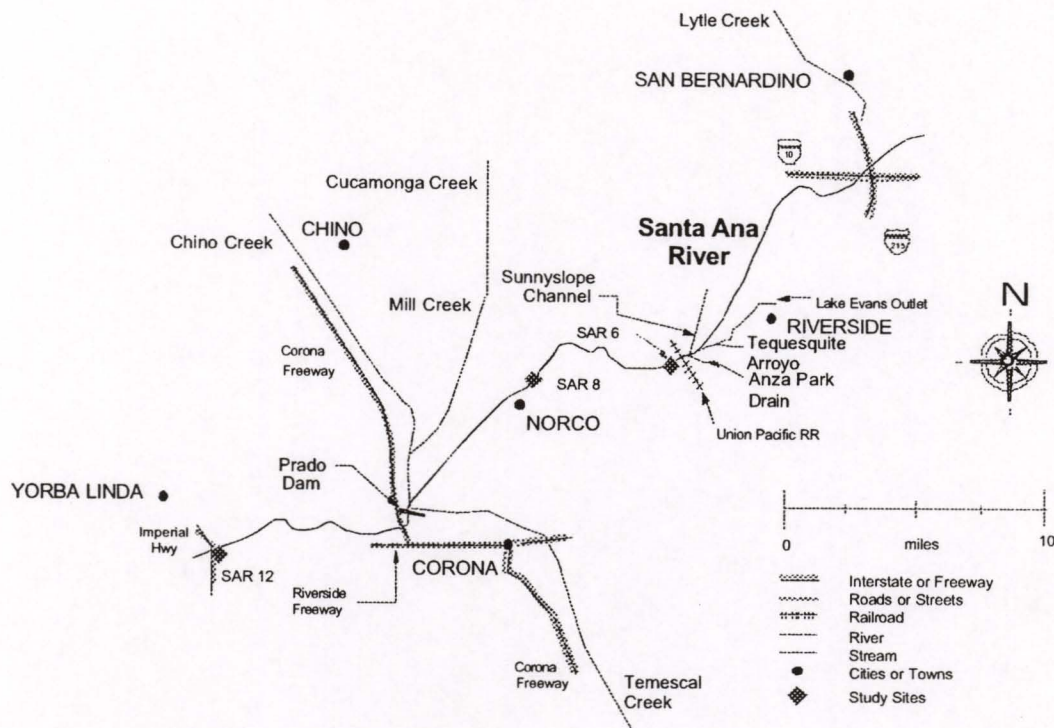 Lytle Creek
SAN BERNARDINO
10
215
Cucamonga Creek
CHINO
Chino Creek
Santa Ana
River
Mill Creek
Sunnyslope
Channel
Lake Evans Outlet
RIVERSIDE
N
SAR 6
Tequesquite
Arroyo
Anza Park
Drain
Corona
Freeway
SAR 8
NORCO
Union Pacific RR
Prado
Dam
YORBA LINDA
Imperial
Hwy
SAR 12
CORONA
Riverside
Freeway
Corona
Freeway
Temescal
Creek
0 miles 10
Interstate or Freeway
Roads or Streets
Railroad
River
Stream
Cities or Towns
Study Sites